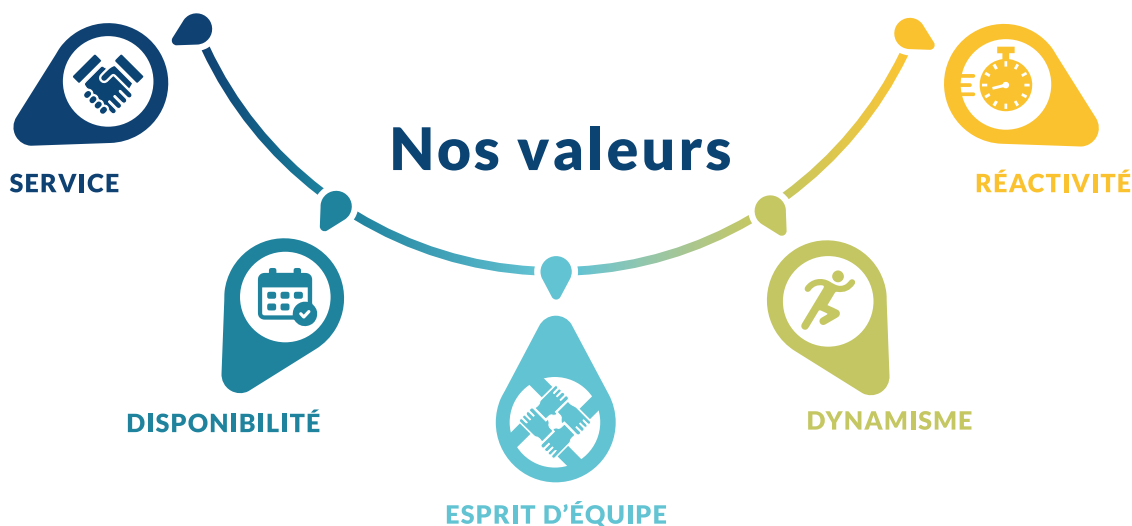 Nos valeurs
SERVICE
DISPONIBILITÉ
ESPRIT D'ÉQUIPE
DYNAMISME
RÉACTIVITÉ